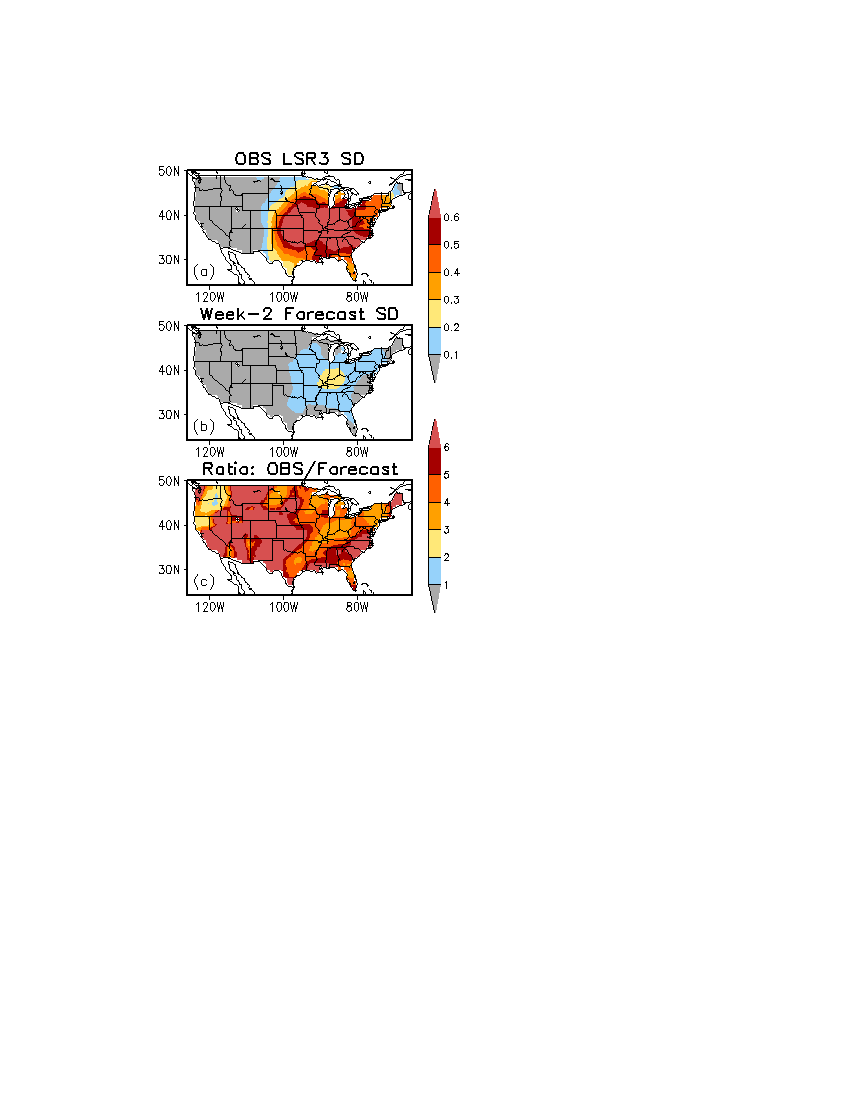 OBS LSR3 SD
50N
40N
30N
(a)
120W 100W 80W
0.6
0.5
0.4
0.3
0.2
0.1
Week-2 Forecast SD
50N
40N
30N
(b)
120W 100W 80W
Ratio: OBS/Forecast
50N
40N
30N
(c)
120W 100W 80W
6
5
4
3
2
1